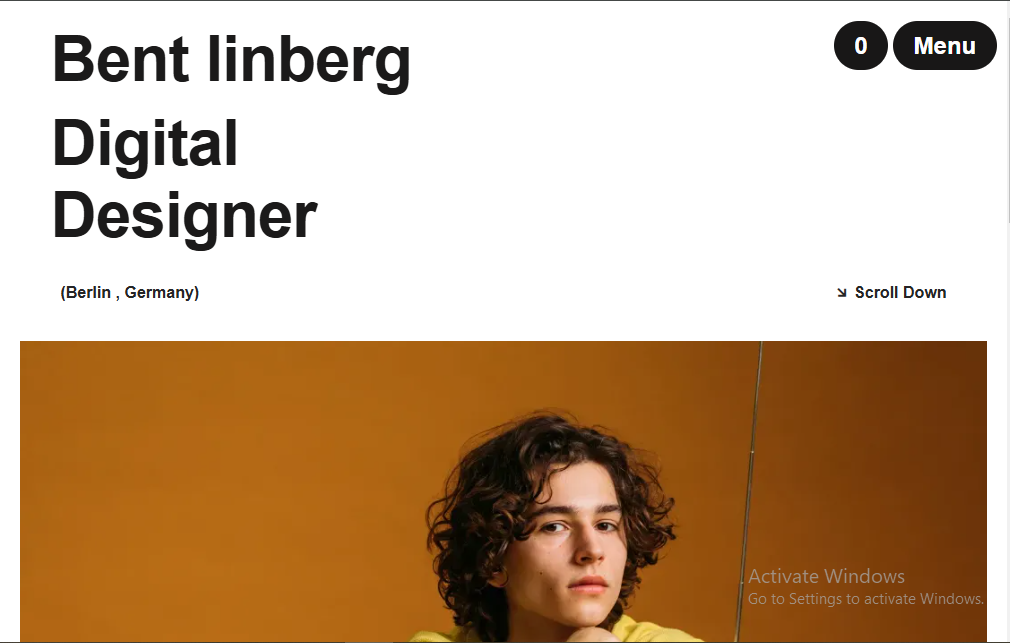 Bent linberg
0
Menu
Digital
Designer
(Berlin , Germany)
↘ Scroll Down
Activate Windows
Go to Settings to activate Windows.